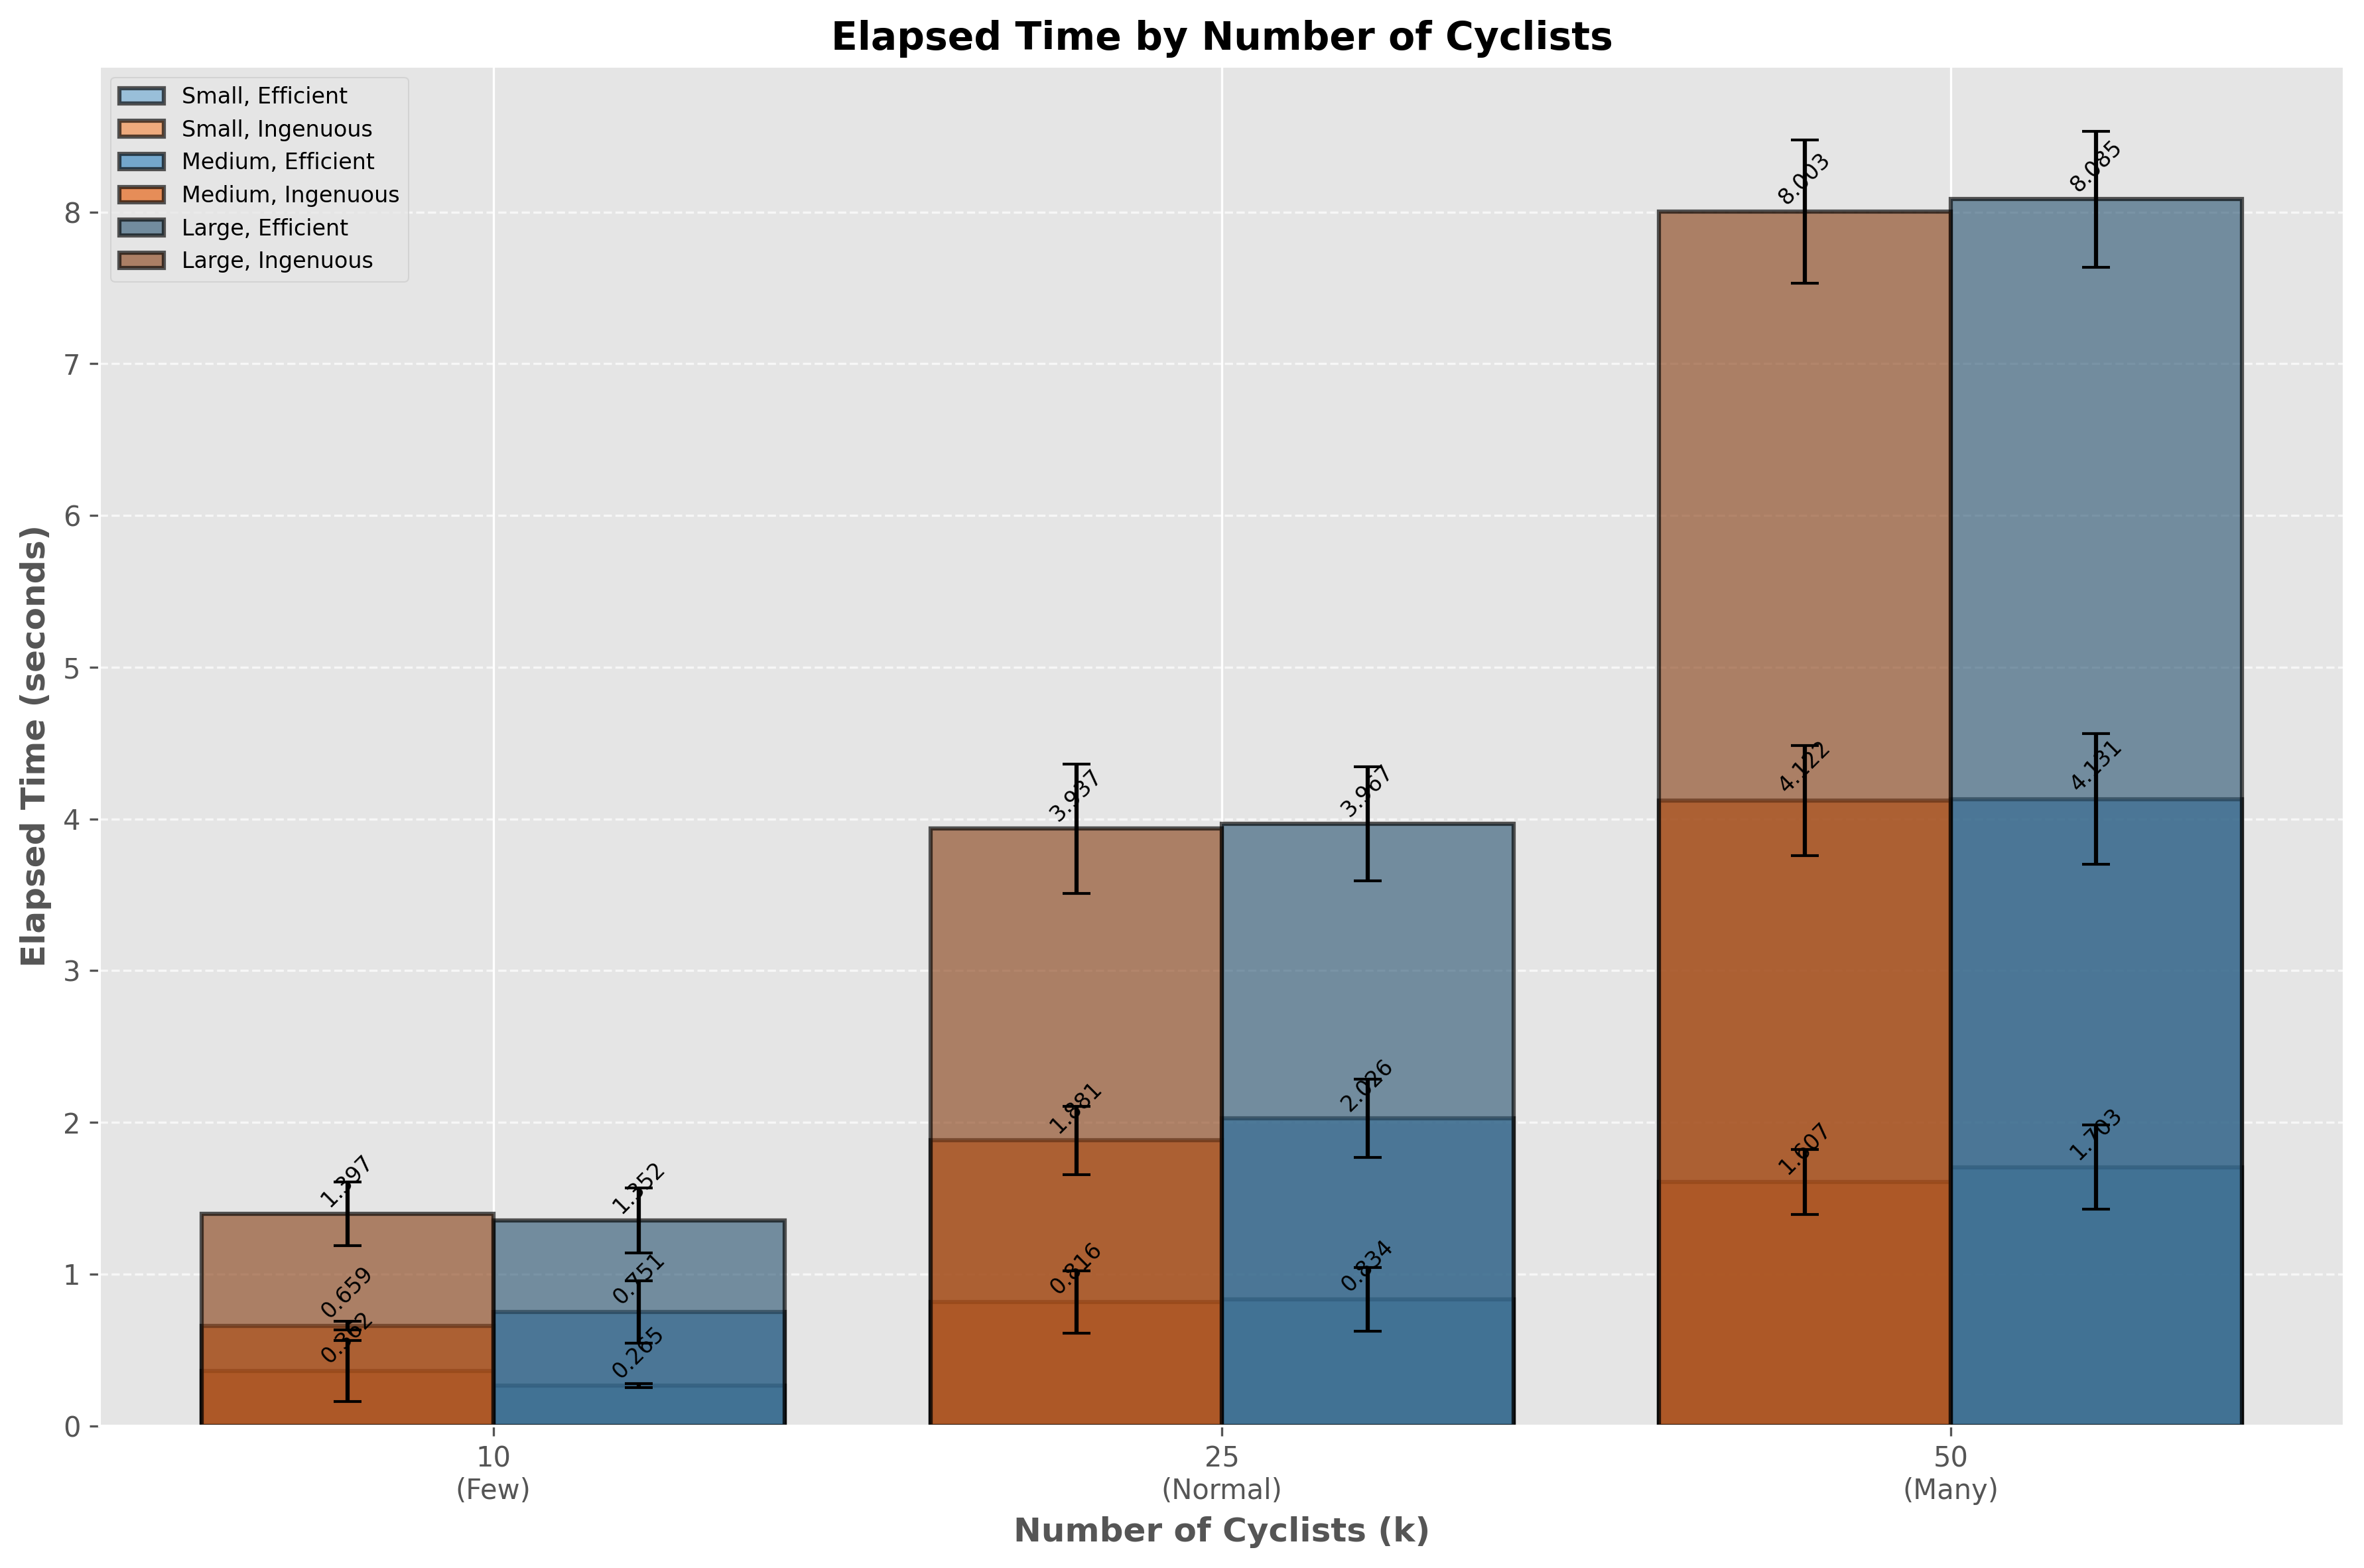 Elapsed Time by Number of Cyclists
Small, Efficient
Small, Ingenuous
Medium, Efficient
Medium, Ingenuous
Large, Efficient
Large, Ingenuous
Elapsed Time (seconds)
8
7
6
5
4
3
2
1
0
1.397
0.659
0.362
1.352
0.751
0.265
3.937
1.881
0.816
3.967
2.026
0.834
8.003
4.122
1.607
8.085
4.131
1.703
10
(Few)
25
(Normal)
50
(Many)
Number of Cyclists (k)